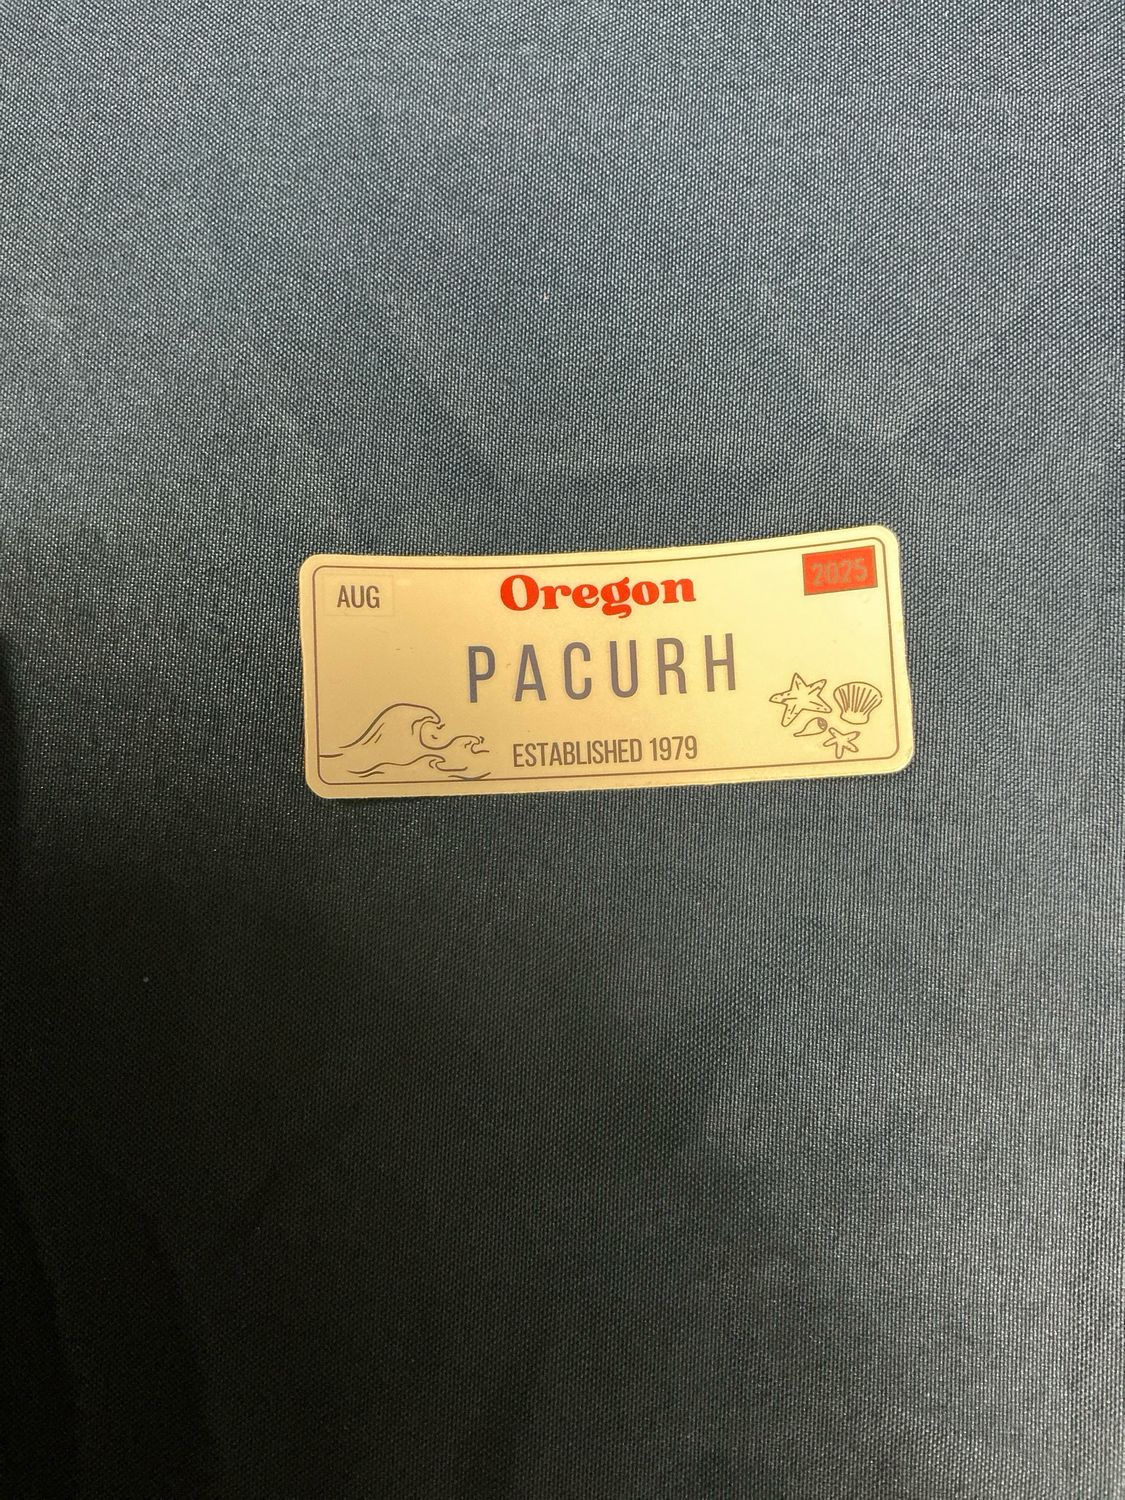 AUG
Oregon
2025
PACURH
ESTABLISHED 1979